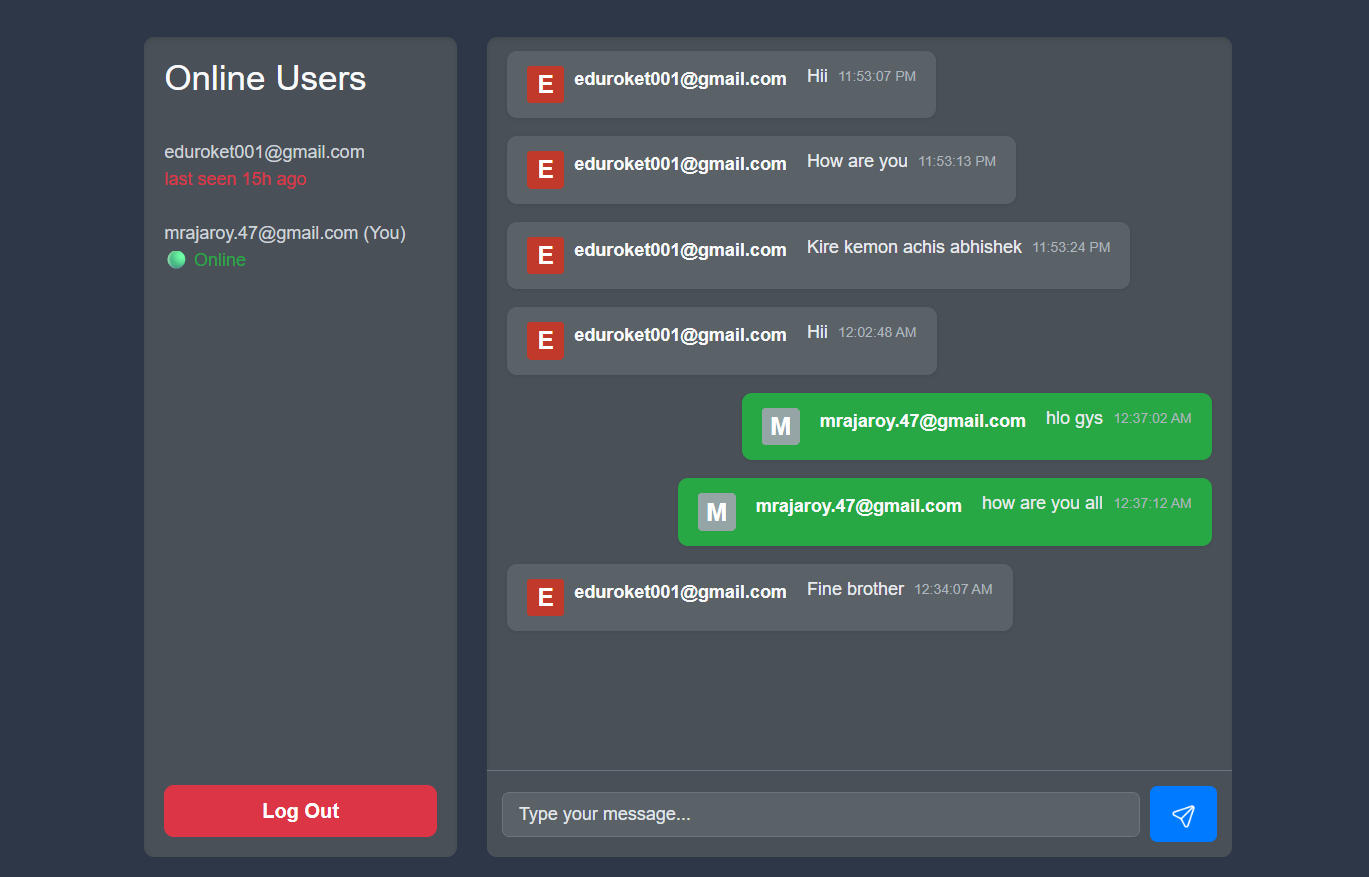 Online Users
eduroket001@gmail.com
last seen 15h ago
mrajaroy.47@gmail.com (You)
Online
Log Out
E eduroket001@gmail.com Hii 11:53:07 PM
E eduroket001@gmail.com How are you 11:53:13 PM
E eduroket001@gmail.com Kire kemon achis abhishek 11:53:24 PM
E eduroket001@gmail.com Hii 12:02:48 AM
M mrajaroy.47@gmail.com hlo gys 12:37:02 AM
M mrajaroy.47@gmail.com how are you all 12:37:12 AM
E eduroket001@gmail.com Fine brother 12:34:07 AM
Type your message...